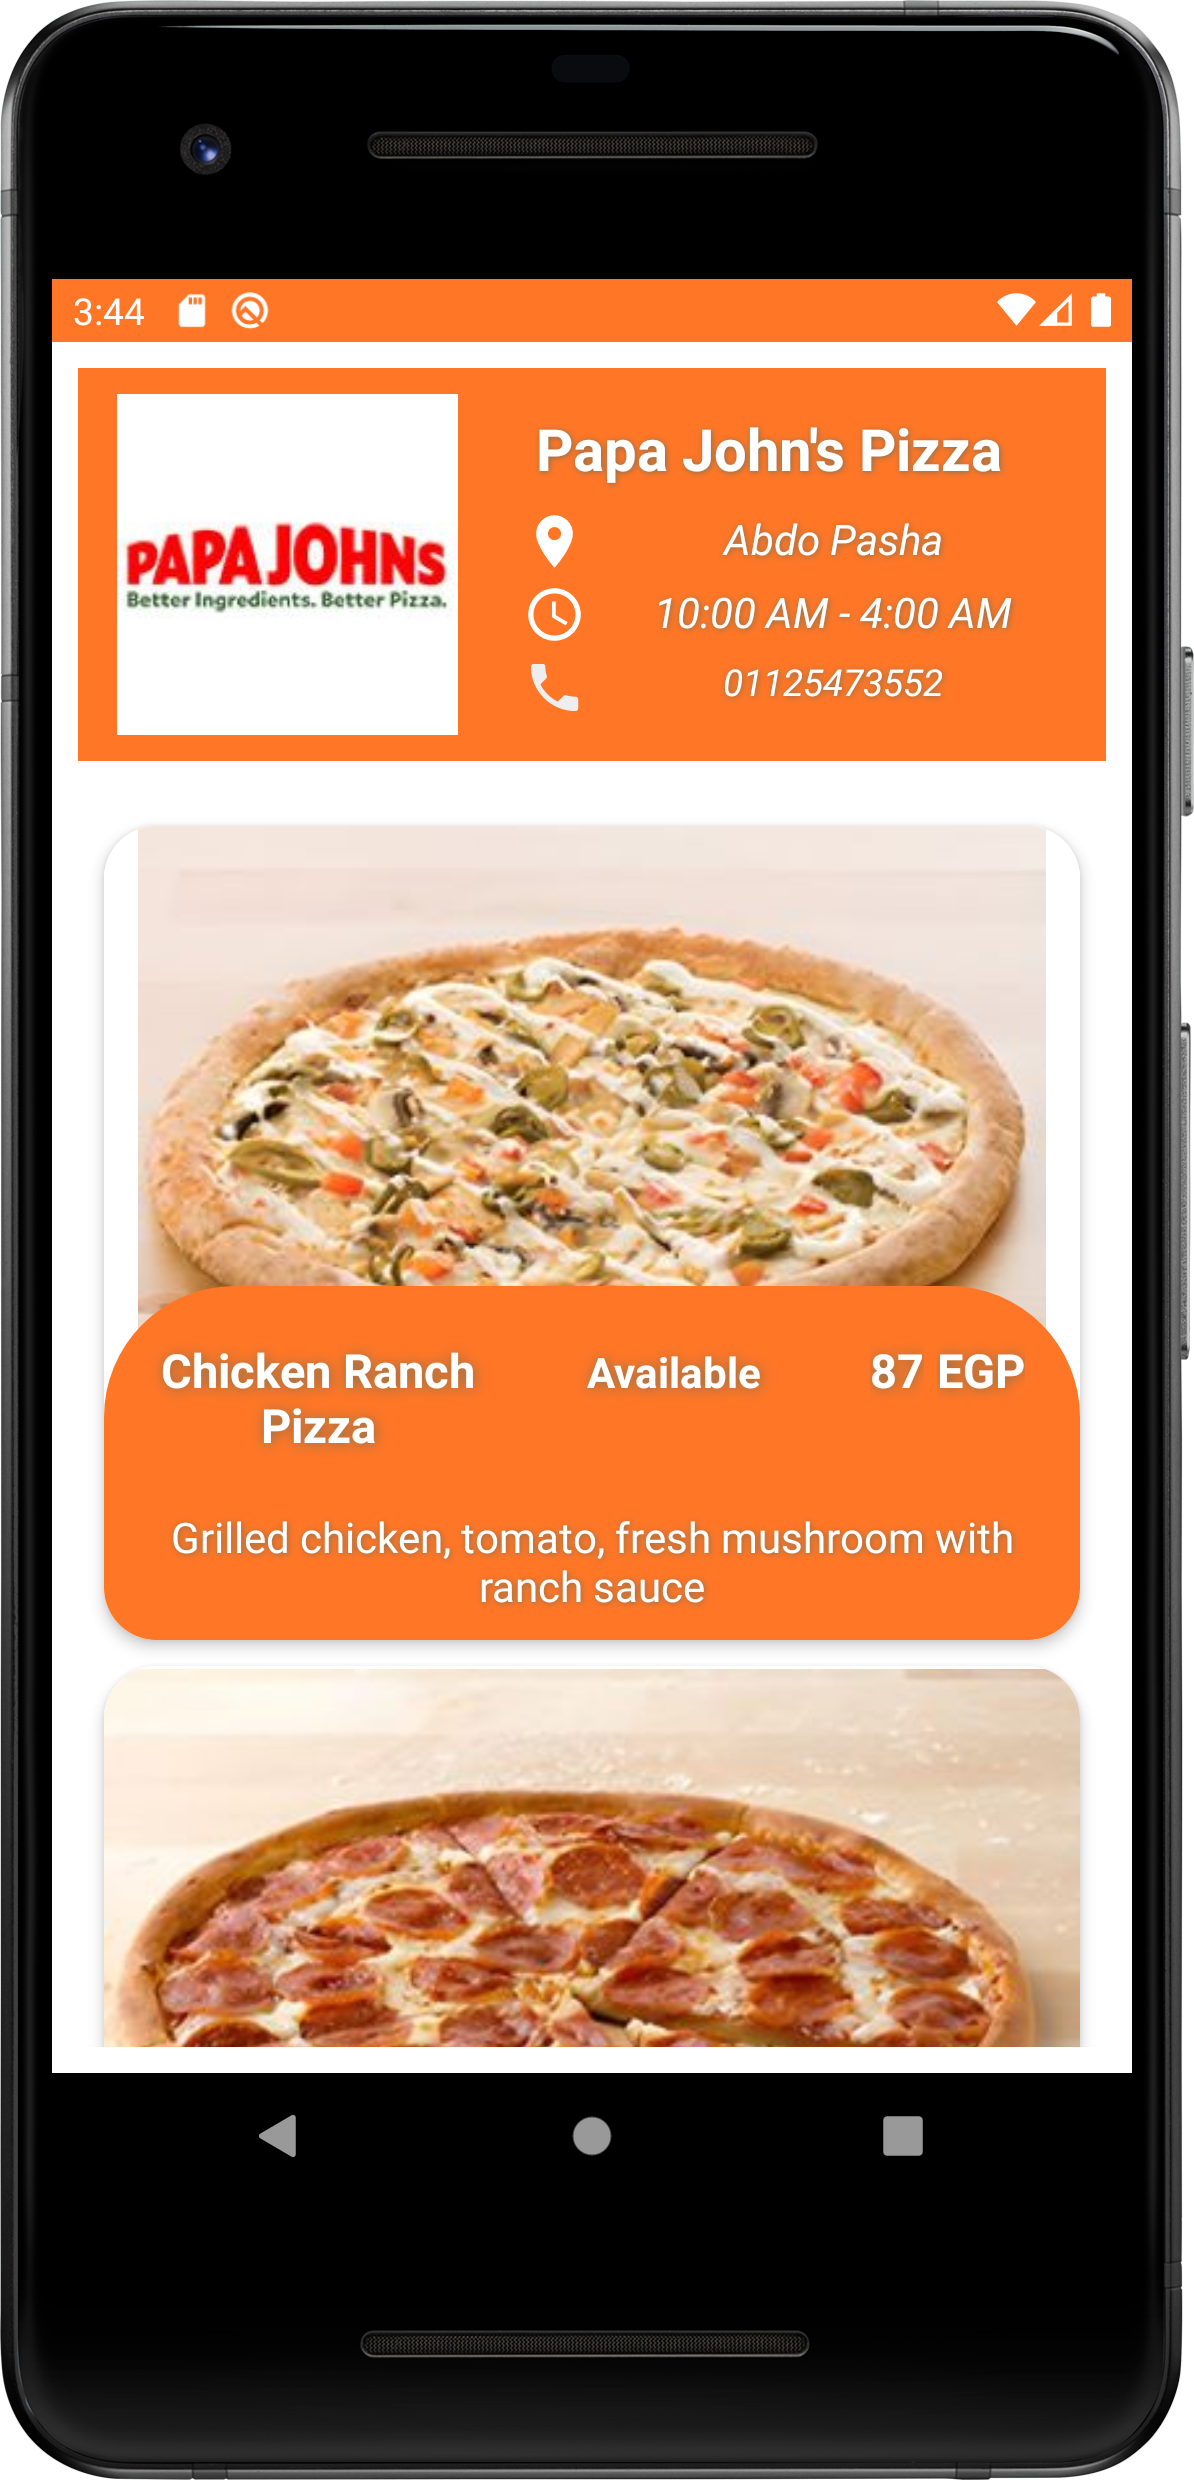 3:44
PAPA JOHNS
Better Ingredients. Better Pizza.
Papa John's Pizza
Abdo Pasha
10:00 AM - 4:00 AM
01125473552
Chicken Ranch
Pizza
Available
87 EGP
Grilled chicken, tomato, fresh mushroom with
ranch sauce